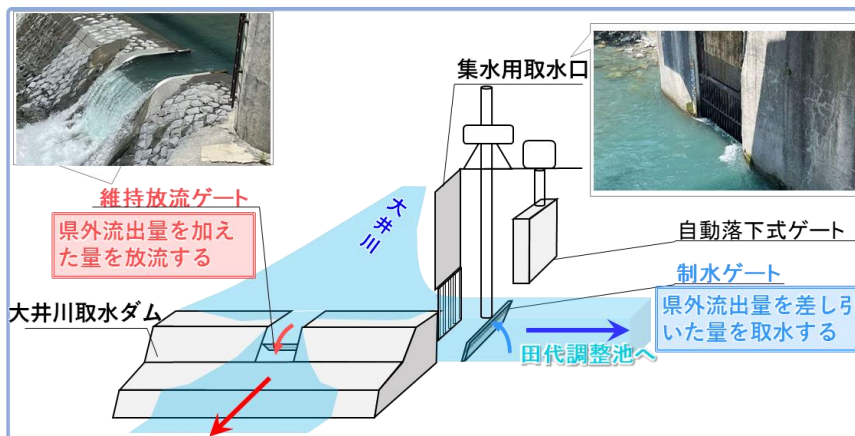 集水用取水口
維持放流ゲート
県外流出量を加え
た量を放流する
大井川
自動落下式ゲート
制水ゲート
県外流出量を差し引
いた量を取水する
大井川取水ダム
田代調整池へ